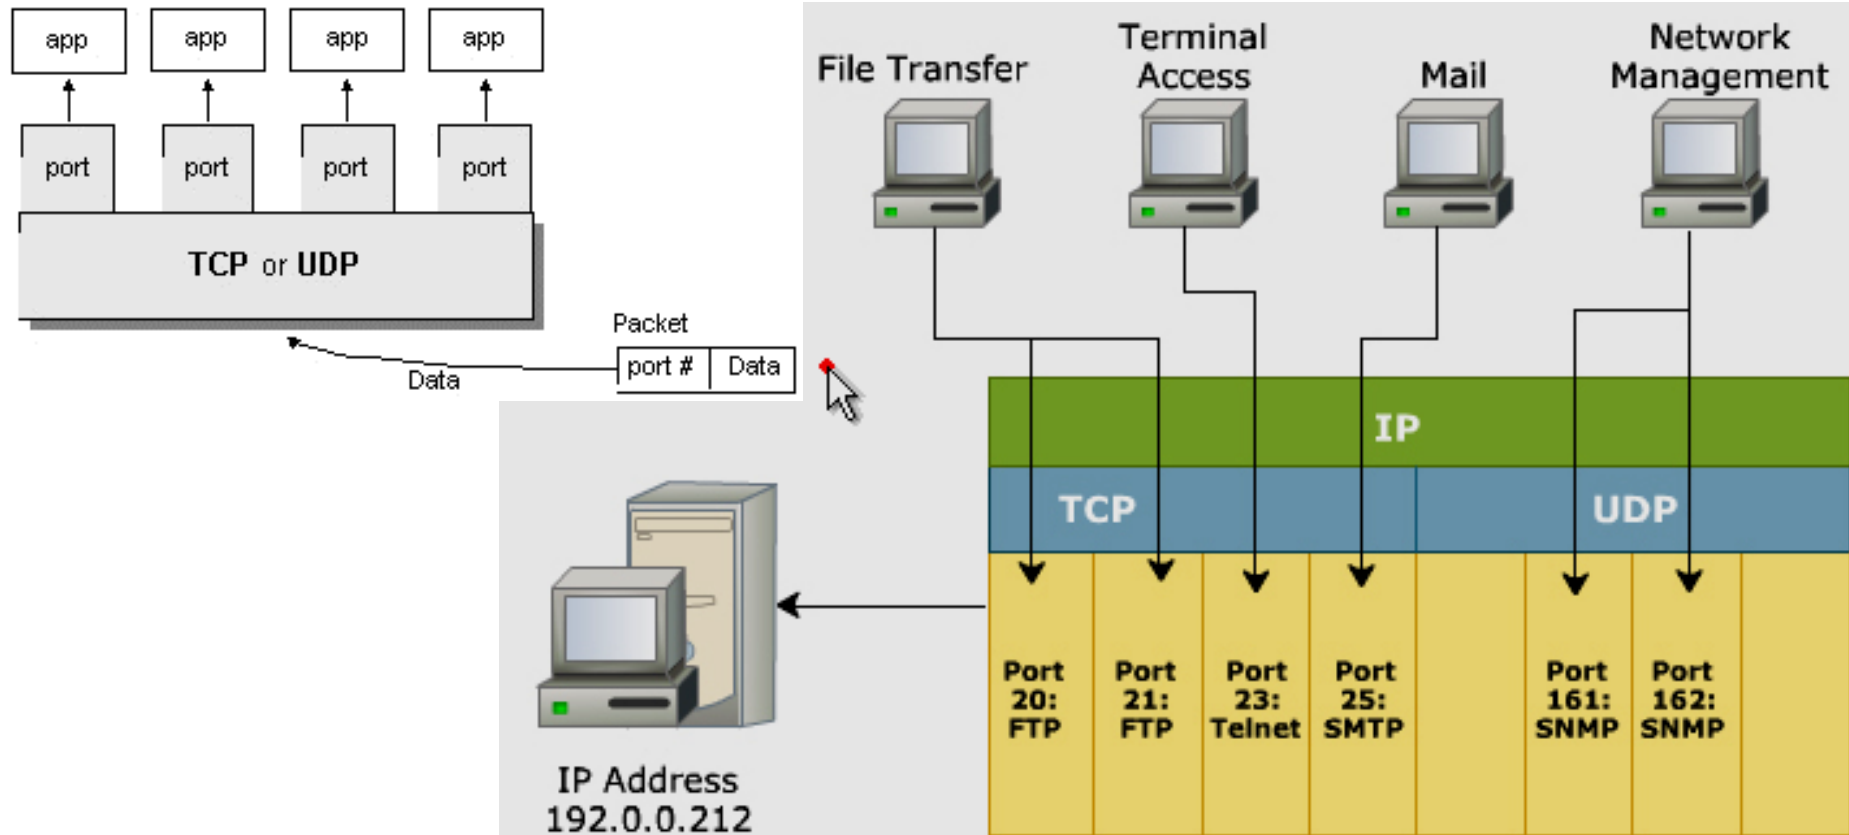 app
app
app
app
port
port
port
port
TCP or UDP
Packet
port #
Data
Data
File Transfer
Terminal
Access
Mail
Network
Management
IP
TCP
UDP
Port
20:
FTP
Port
21:
FTP
Port
23:
Telnet
Port
25:
SMTP
Port
161:
SNMP
Port
162:
SNMP
IP Address
192.0.0.212